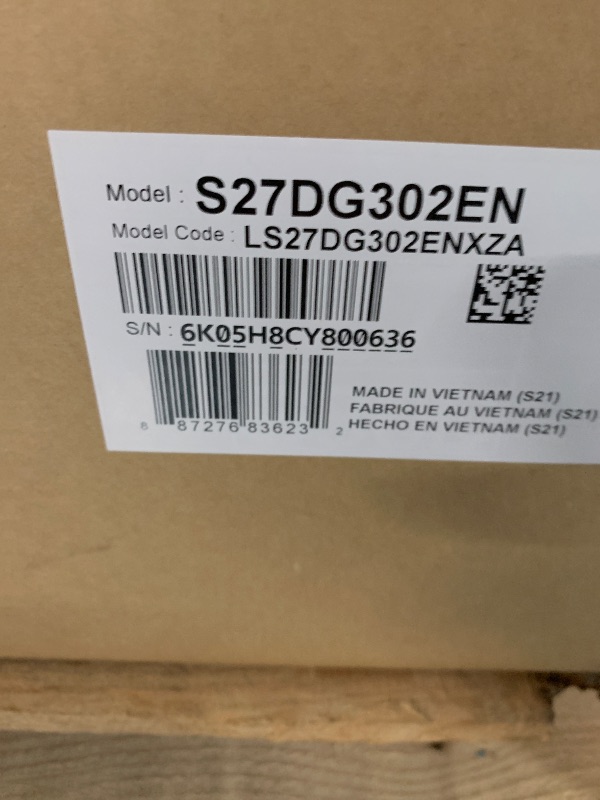 Model : S27DG302EN
Model Code : LS27DG302ENXZA
S/N : 6K05H8CY800636
8 87276 83623 2
MADE IN VIETNAM (S21)
FABRIQUE AU VIETNAM (S21)
HECHO EN VIETNAM (S21)